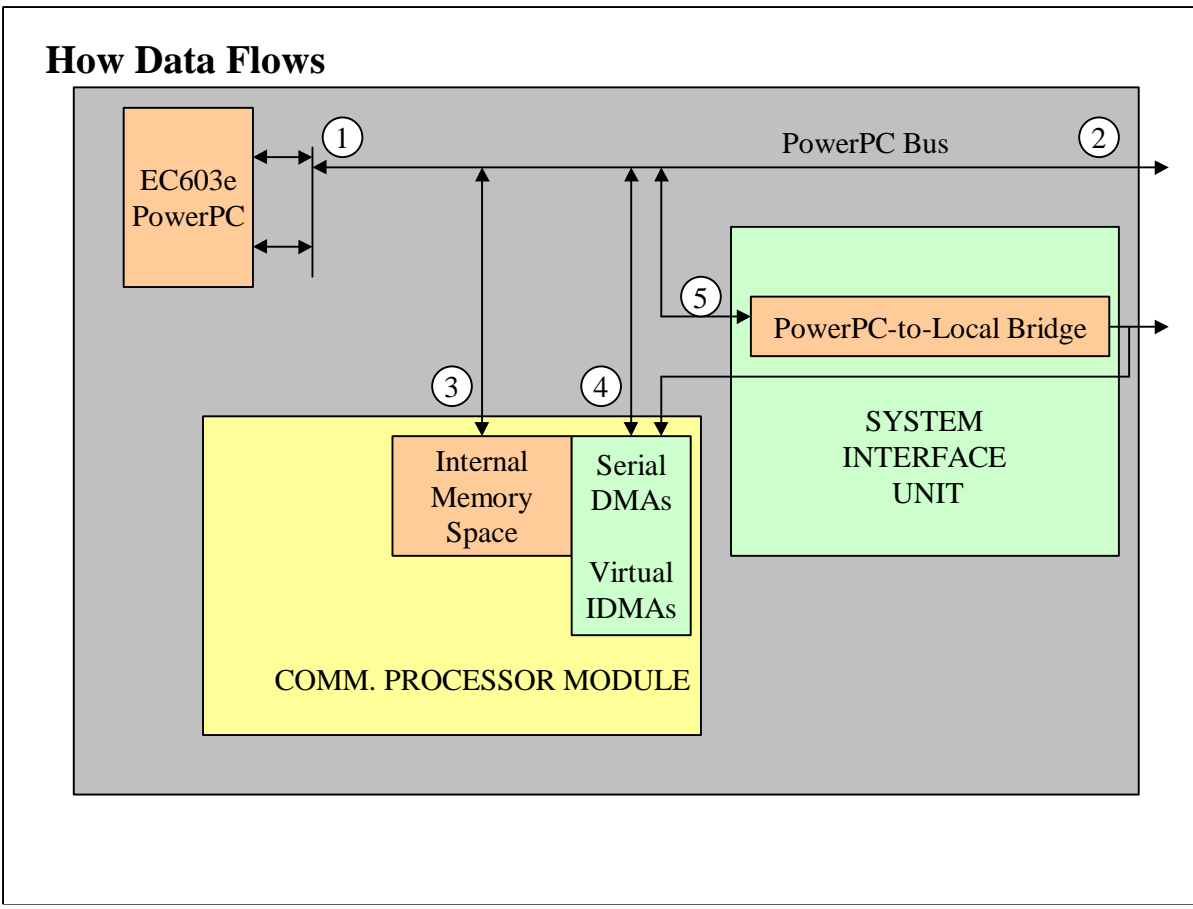 How Data Flows
1
PowerPC Bus
2
EC603e
PowerPC
5
PowerPC-to-Local Bridge
3
4
SYSTEM
INTERFACE
UNIT
Internal
Memory
Space
Serial
DMAs
Virtual
IDMAs
COMM. PROCESSOR MODULE